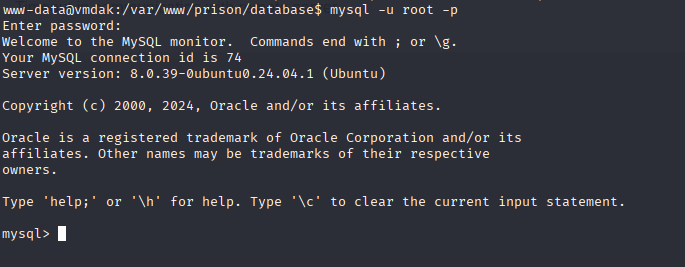 www-data@vmdak:/var/www/prison/database$ mysql -u root -p
Enter password:
Welcome to the MySQL monitor.  Commands end with ; or \g.
Your MySQL connection id is 74
Server version: 8.0.39-0ubuntu0.24.04.1 (Ubuntu)
Copyright (c) 2000, 2024, Oracle and/or its affiliates.
Oracle is a registered trademark of Oracle Corporation and/or its
affiliates. Other names may be trademarks of their respective
owners.
Type 'help;' or '\h' for help. Type '\c' to clear the current input statement.
mysql>